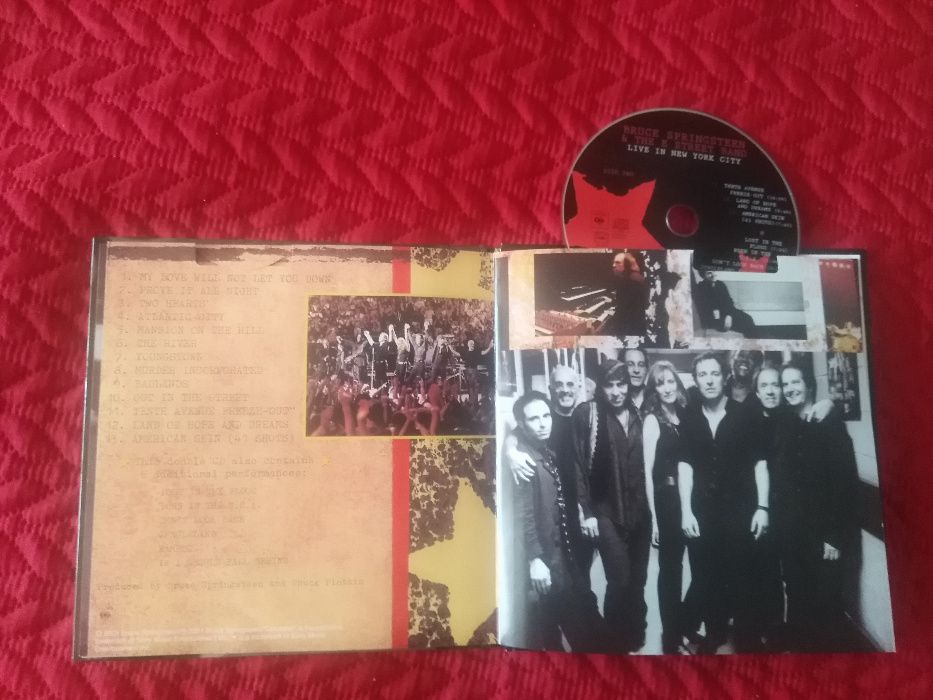 BRUCE SPRINGSTEEN
& THE E STREET BAND
LIVE IN NEW YORK CITY
DISC TWO
TENTH AVENUE
FREEZE-OUT
LAND OF HOPE
AND DREAMS
AMERICAN SKIN
(41 SHOTS)
LOST IN THE
FLOOD
BORN IN THE
DON'T LOOK BACK
1. MY LOVE WILL NOT LET YOU DOWN
2. PROVE IT ALL NIGHT
3. TWO HEARTS
4. ATLANTIC CITY
5. MANSION ON THE HILL
6. THE RIVER
7. YOUNGSTOWN
8. MURDER INCORPORATED
9. BADLANDS
10. OUT IN THE STREET
11. TENTH AVENUE FREEZE-OUT
12. LAND OF HOPE AND DREAMS
13. AMERICAN SKIN (41 SHOTS)
This double CD also contains
additional performances:
LOST IN THE FLOOD
BORN IN THE U.S.A.
DON'T LOOK BACK
JUNGLELAND
RAMROD
IF I SHOULD FALL BEHIND
Produced by Bruce Springsteen and Chuck Plotkin